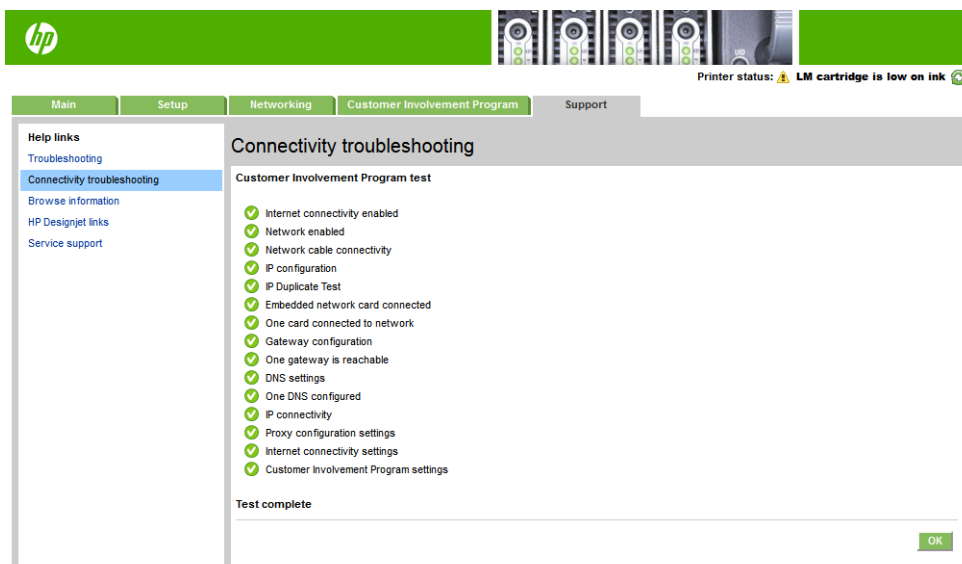 hp
UID
Printer status: LM cartridge is low on ink
Main Setup Networking Customer Involvement Program Support
Help links
Troubleshooting
Connectivity troubleshooting
Browse information
HP Designjet links
Service support
Connectivity troubleshooting
Customer Involvement Program test
Internet connectivity enabled
Network enabled
Network cable connectivity
IP configuration
IP Duplicate Test
Embedded network card connected
One card connected to network
Gateway configuration
One gateway is reachable
DNS settings
One DNS configured
IP connectivity
Proxy configuration settings
Internet connectivity settings
Customer Involvement Program settings
Test complete
OK